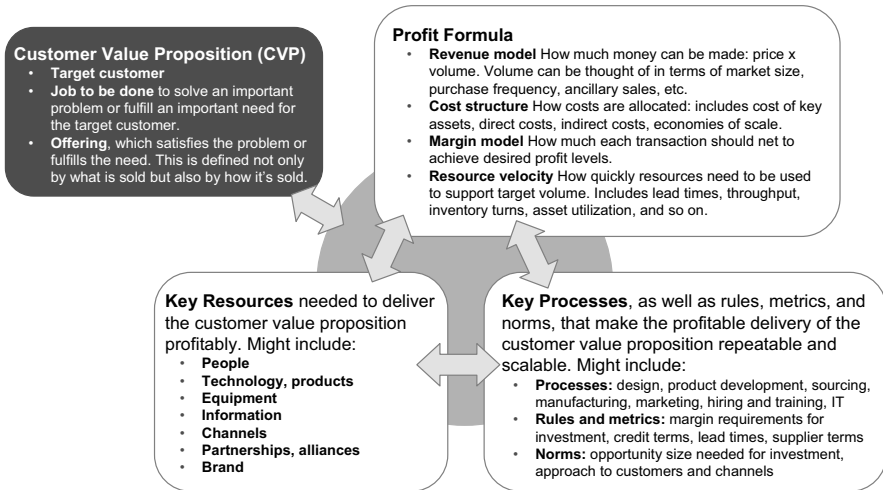 Customer Value Proposition (CVP)
• Target customer
• Job to be done to solve an important
problem or fulfill an important need for
the target customer.
• Offering, which satisfies the problem or
fulfills the need. This is defined not only
by what is sold but also by how it's sold.
Profit Formula
• Revenue model How much money can be made: price x
volume. Volume can be thought of in terms of market size,
purchase frequency, ancillary sales, etc.
• Cost structure How costs are allocated: includes cost of key
assets, direct costs, indirect costs, economies of scale.
• Margin model How much each transaction should net to
achieve desired profit levels.
• Resource velocity How quickly resources need to be used
to support target volume. Includes lead times, throughput,
inventory turns, asset utilization, and so on.
Key Resources needed to deliver
the customer value proposition
profitably. Might include:
• People
• Technology, products
• Equipment
• Information
• Channels
• Partnerships, alliances
• Brand
Key Processes, as well as rules, metrics, and
norms, that make the profitable delivery of the
customer value proposition repeatable and
scalable. Might include:
• Processes: design, product development, sourcing,
manufacturing, marketing, hiring and training, IT
• Rules and metrics: margin requirements for
investment, credit terms, lead times, supplier terms
• Norms: opportunity size needed for investment,
approach to customers and channels